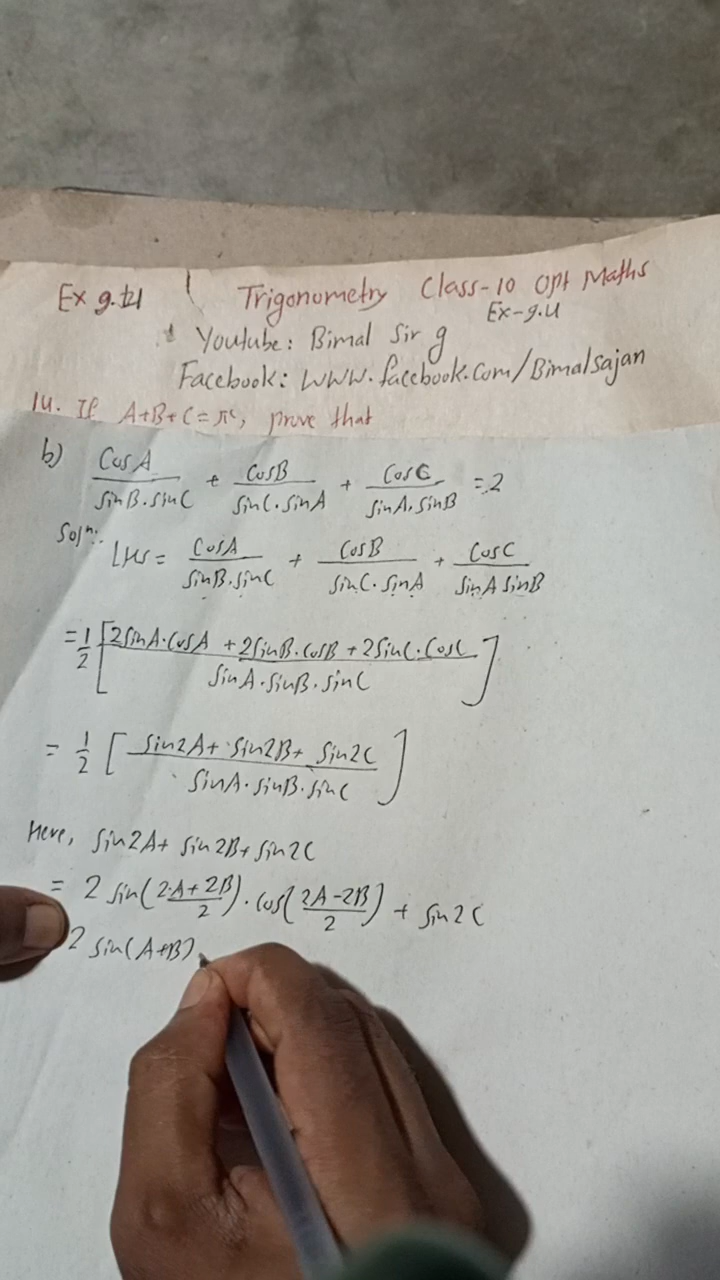 Ex 9.4 Trigonometry Class-10 Opt Maths
Ex-9.4
Youtube: Bimal Sir g
Facebook: WWW.facebook.Com/Bimalsajan
14. If A+B+C = πᶜ, prove that
b) CosA/(sinB.sinC) + CosB/(sinC.sinA) + CosC/(sinA.sinB) = 2
Solⁿ:
LHS = CosA/(sinB.sinC) + CosB/(sinC.sinA) + CosC/(sinA sinB)
= 1/2 [(2sinA.CosA + 2sinB.CosB + 2sinC.CosC)/(sinA.sinB.sinC)]
= 1/2 [(sin2A + sin2B + sin2C)/(sinA.sinB.sinC)]
Here, sin2A + sin2B + sin2C
= 2 sin((2A+2B)/2).Cos((2A-2B)/2) + sin2C
2 sin(A+B).